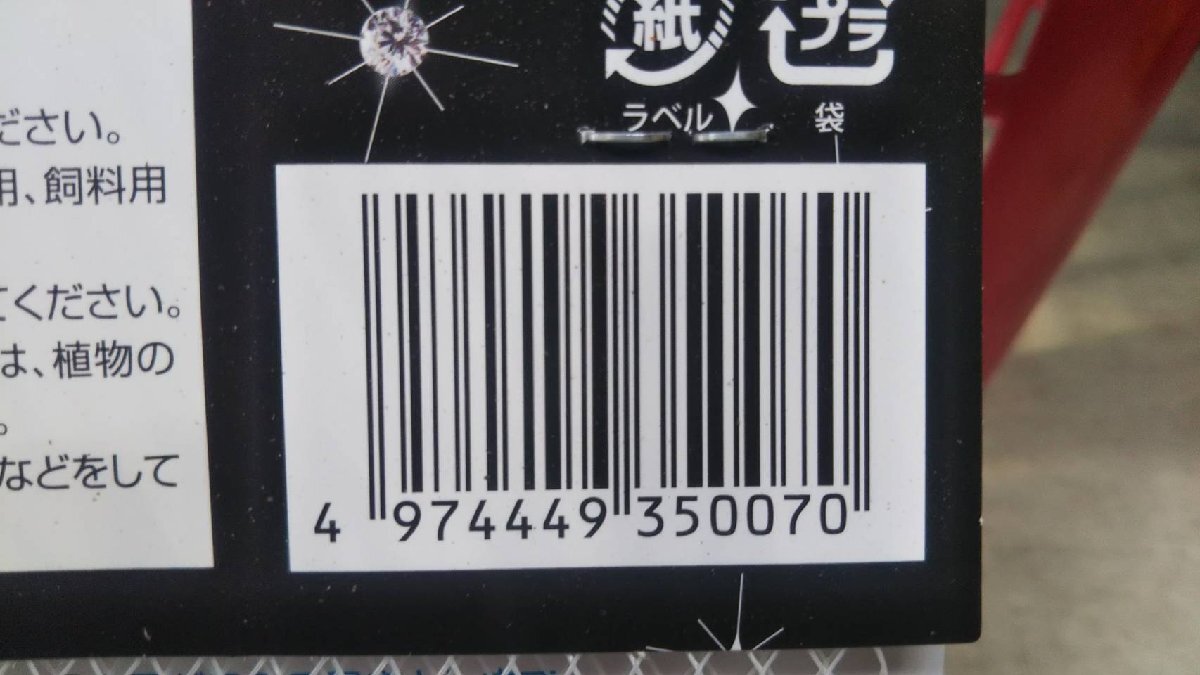 紙
プラ
ラベル
袋
ださい。
用、飼料用
てください。
は、植物の
。
などをして
4 974449 350070